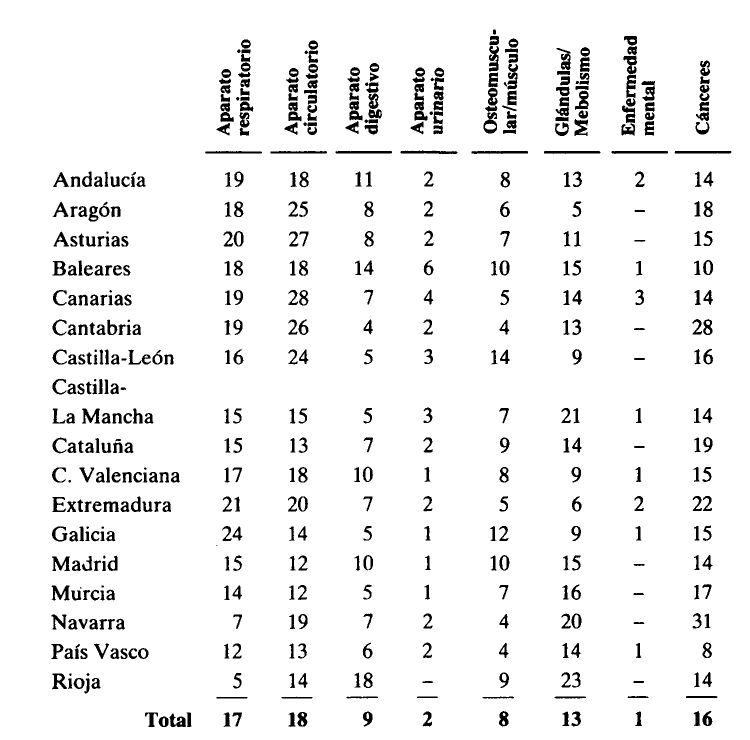 Aparato respiratorio Aparato circulatorio Aparato digestivo Aparato urinario Osteomuscu- lar/músculo Glándulas/ Mebolismo Enfermedad mental Cánceres
Andalucía 19 18 11 2 8 13 2 14
Aragón 18 25 8 2 6 5 – 18
Asturias 20 27 8 2 7 11 – 15
Baleares 18 18 14 6 10 15 1 10
Canarias 19 28 7 4 5 14 3 14
Cantabria 19 26 4 2 4 13 – 28
Castilla-León 16 24 5 3 14 9 – 16
Castilla-
La Mancha 15 15 5 3 7 21 1 14
Cataluña 15 13 7 2 9 14 – 19
C. Valenciana 17 18 10 1 8 9 1 15
Extremadura 21 20 7 2 5 6 2 22
Galicia 24 14 5 1 12 9 1 15
Madrid 15 12 10 1 10 15 – 14
Murcia 14 12 5 1 7 16 – 17
Navarra 7 19 7 2 4 20 – 31
País Vasco 12 13 6 2 4 14 1 8
Rioja 5 14 18 – 9 23 – 14
Total 17 18 9 2 8 13 1 16